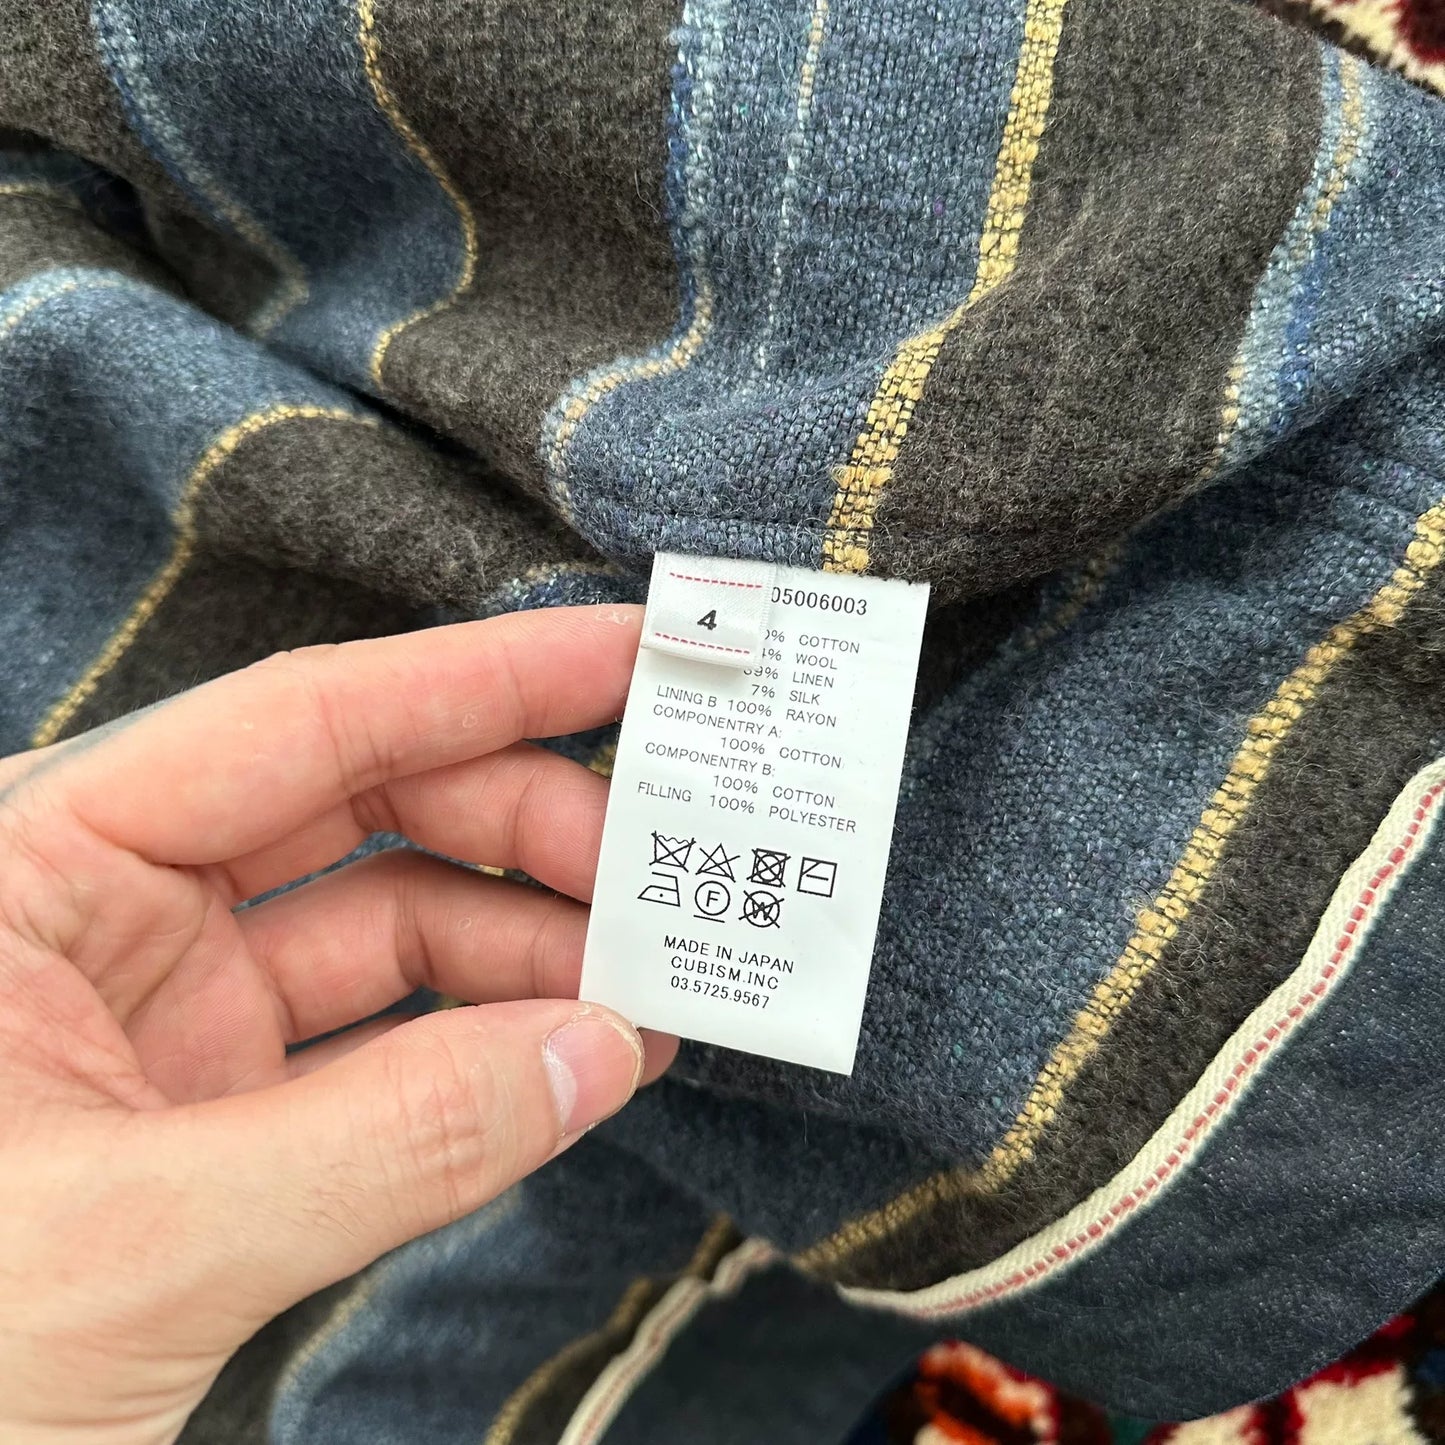 4
05006003
COTTON
WOOL
LINEN
7% SILK
LINING B 100% RAYON
COMPONENTRY A:
100% COTTON
COMPONENTRY B:
100% COTTON
FILLING 100% POLYESTER
F
W
MADE IN JAPAN
CUBISM.INC
03.5725.9567